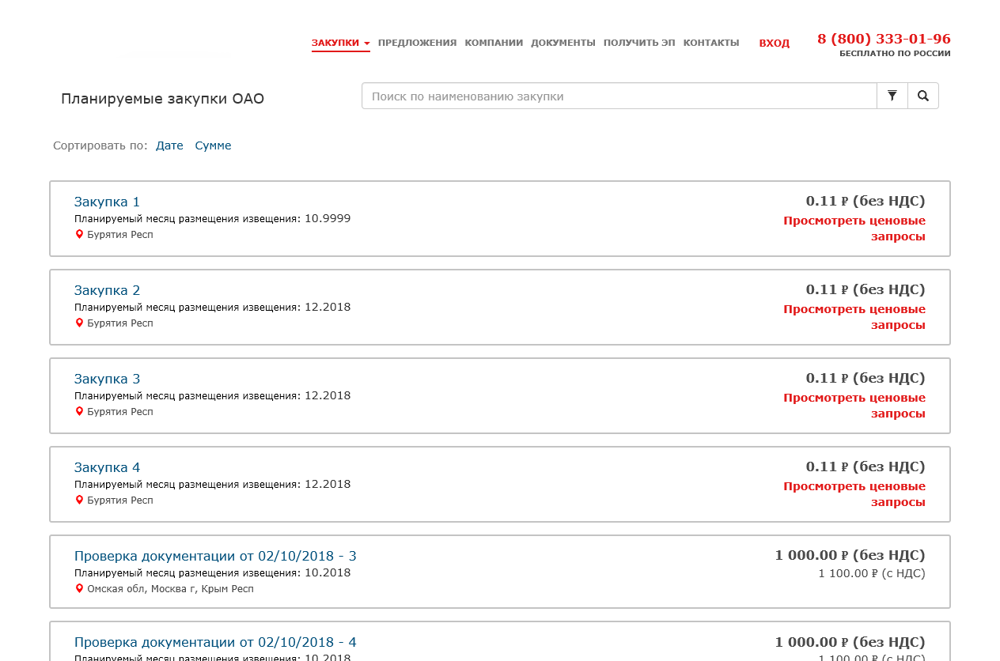 ЗАКУПКИ ПРЕДЛОЖЕНИЯ КОМПАНИИ ДОКУМЕНТЫ ПОЛУЧИТЬ ЭП КОНТАКТЫ ВХОД 8 (800) 333-01-96
БЕСПЛАТНО ПО РОССИИ
Планируемые закупки ОАО Поиск по наименованию закупки
Сортировать по: Дате Сумме
Закупка 1 0.11 ₽ (без НДС)
Планируемый месяц размещения извещения: 10.9999 Просмотреть ценовые
Бурятия Респ запросы
Закупка 2 0.11 ₽ (без НДС)
Планируемый месяц размещения извещения: 12.2018 Просмотреть ценовые
Бурятия Респ запросы
Закупка 3 0.11 ₽ (без НДС)
Планируемый месяц размещения извещения: 12.2018 Просмотреть ценовые
Бурятия Респ запросы
Закупка 4 0.11 ₽ (без НДС)
Планируемый месяц размещения извещения: 12.2018 Просмотреть ценовые
Бурятия Респ запросы
Проверка документации от 02/10/2018 - 3 1 000.00 ₽ (без НДС)
Планируемый месяц размещения извещения: 10.2018 1 100.00 ₽ (с НДС)
Омская обл, Москва г, Крым Респ
Проверка документации от 02/10/2018 - 4 1 000.00 ₽ (без НДС)
Планируемый месяц размещения извещения: 10.2018 1 100.00 ₽ (с НДС)